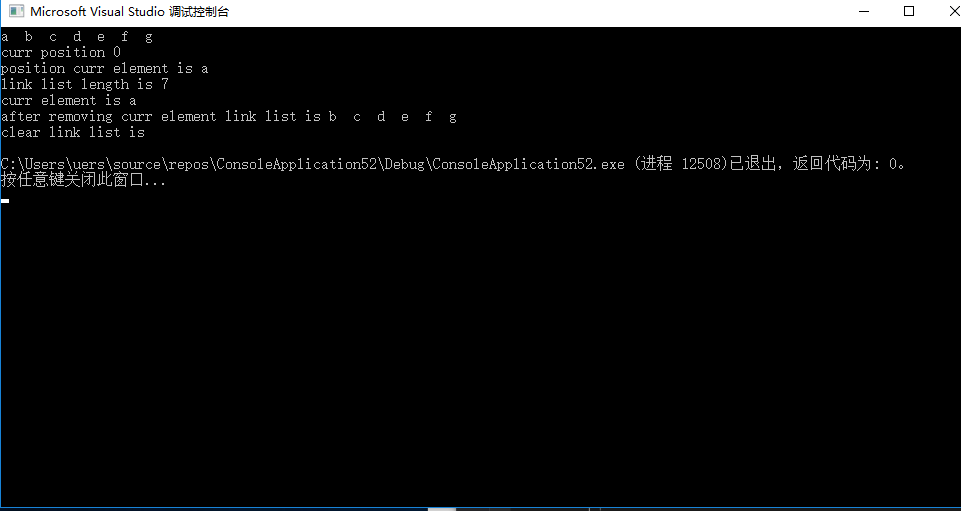 Microsoft Visual Studio 调试控制台
a  b  c  d  e  f  g
curr position 0
position curr element is a
link list length is 7
curr element is a
after removing curr element link list is b  c  d  e  f  g
clear link list is
C:\Users\uers\source\repos\ConsoleApplication52\Debug\ConsoleApplication52.exe (进程 12508)已退出，返回代码为: 0。
按任意键关闭此窗口...